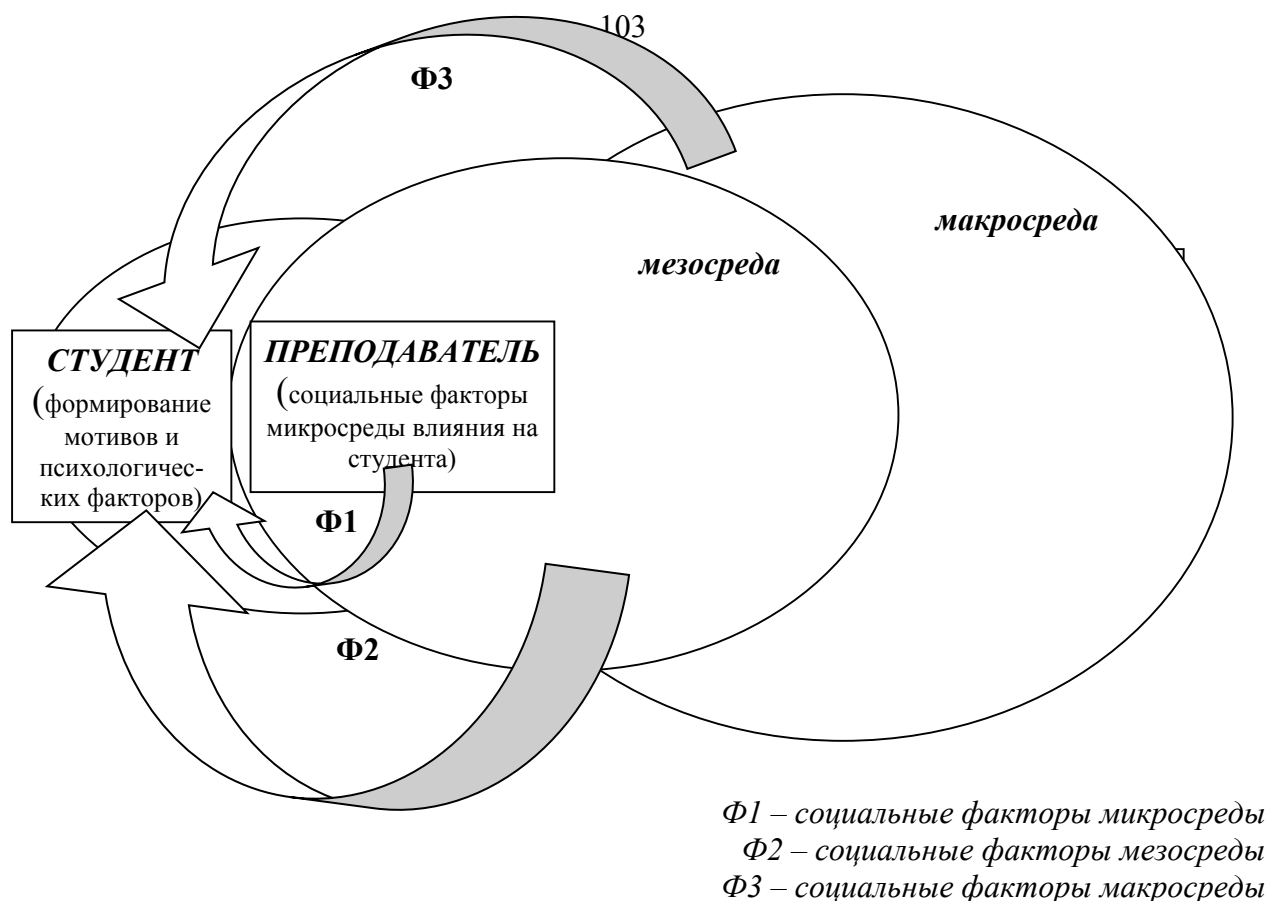 103
Ф3
макросреда
мезосреда
СТУДЕНТ
(формирование
мотивов и
психологичес-
ких факторов)
ПРЕПОДАВАТЕЛЬ
(социальные факторы
микросреды влияния на
студента)
Ф1
Ф2
Ф1 – социальные факторы микросреды
Ф2 – социальные факторы мезосреды
Ф3 – социальные факторы макросреды